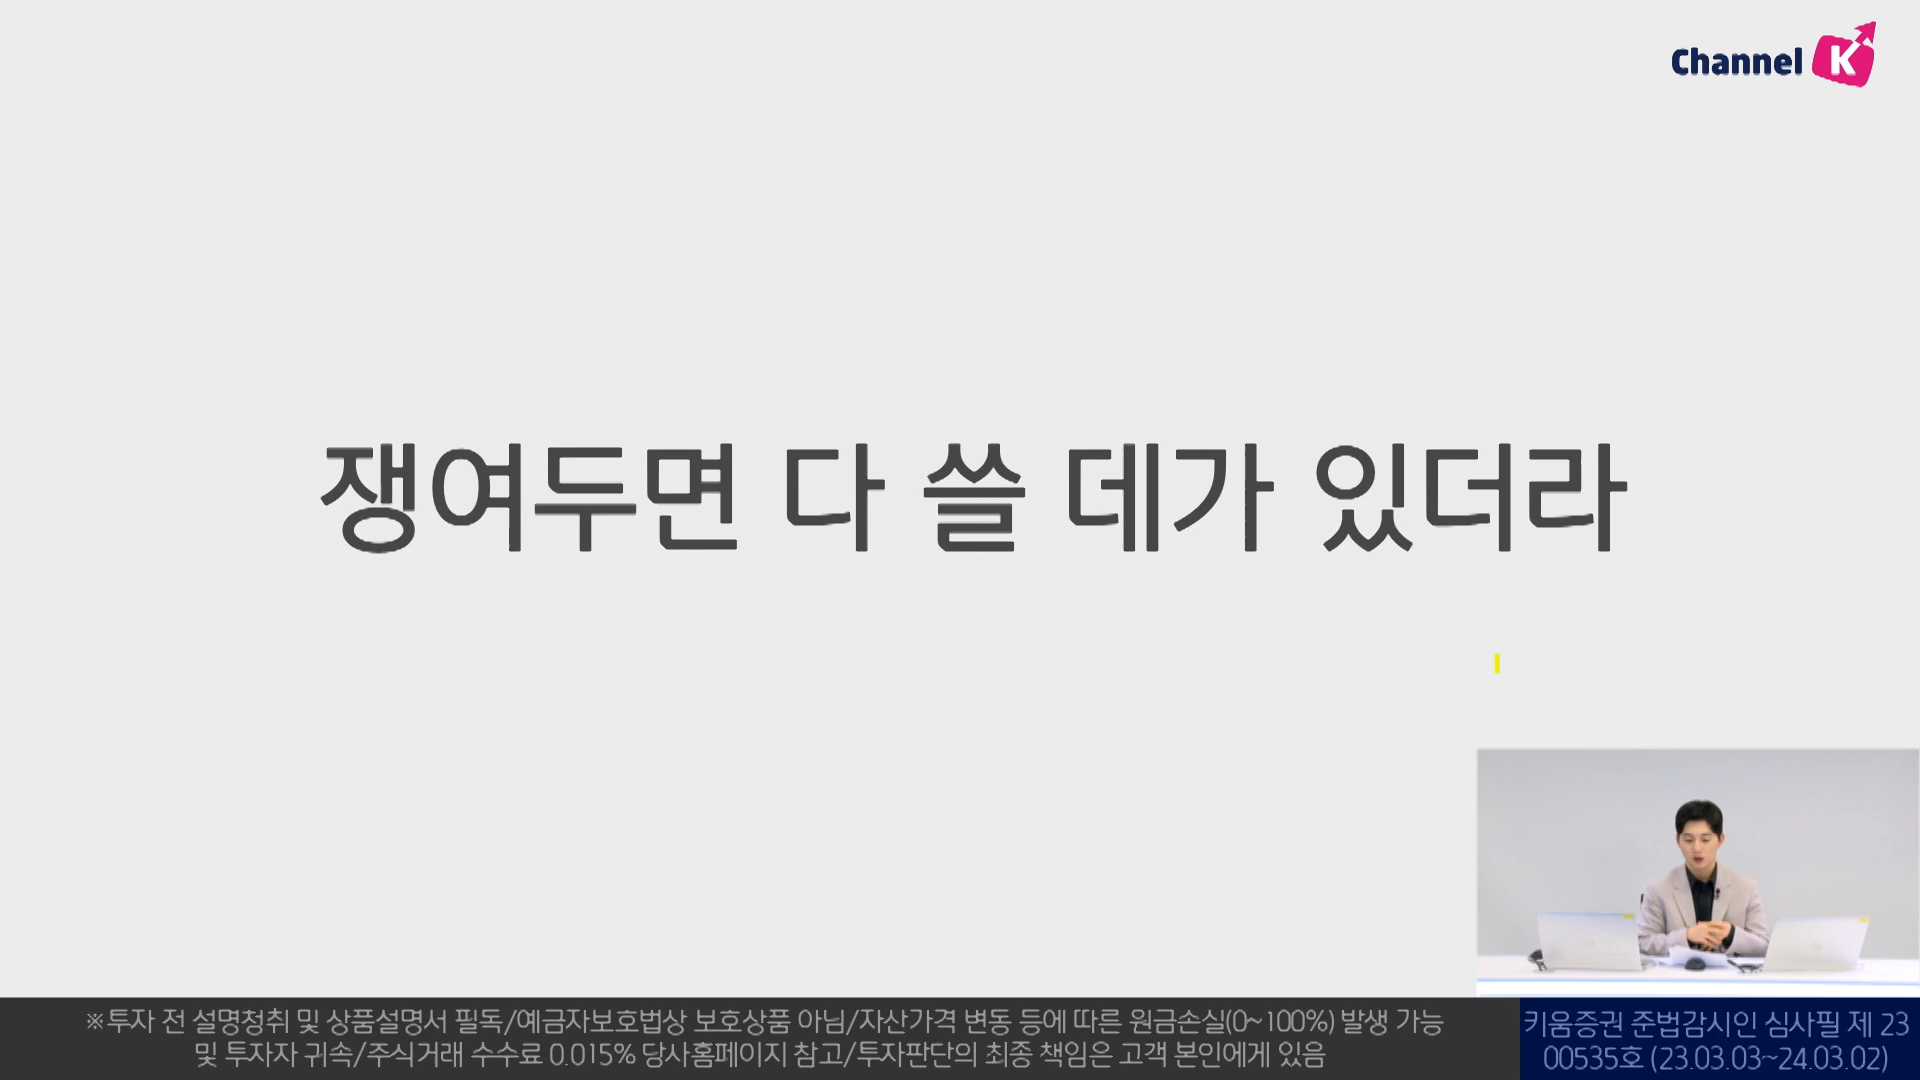 Channel K
쟁여두면 다 쓸 데가 있더라
※투자 전 설명청취 및 상품설명서 필독/예금자보호법상 보호상품 아님/자산가격 변동 등에 따른 원금손실(0~100%) 발생 가능
및 투자자 귀속/주식거래 수수료 0.015% 당사홈페이지 참고/투자판단의 최종 책임은 고객 본인에게 있음
키움증권 준법감시인 심사필 제 23
00535호 (23.03.03~24.03.02)